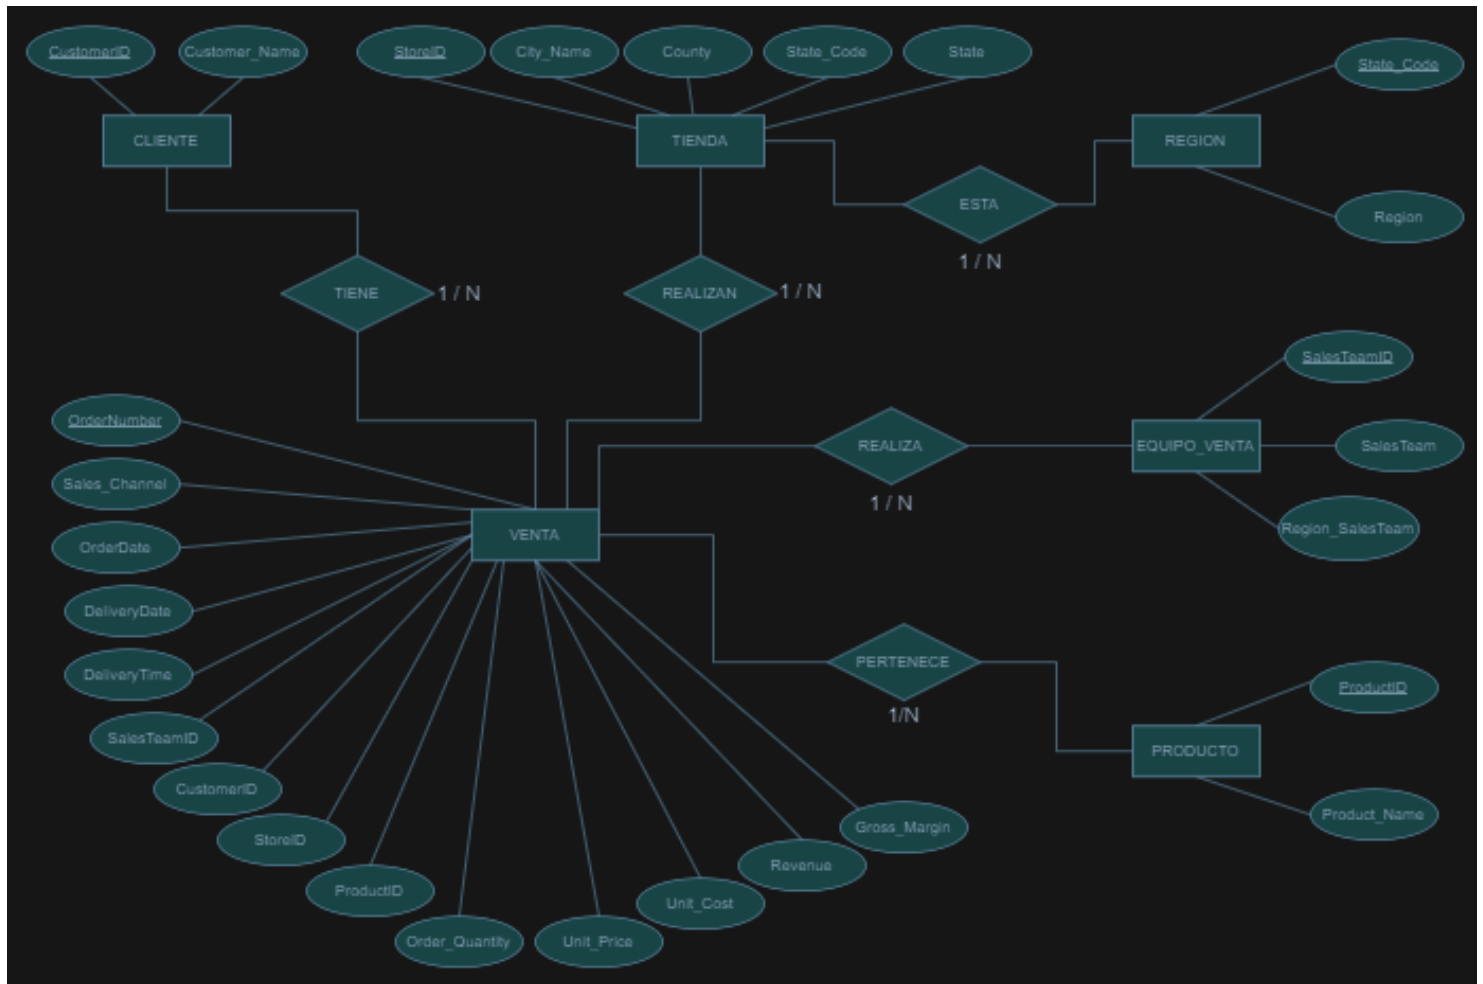 CustomerID
Customer_Name
StoreID
City_Name
County
State_Code
State
State_Code
CLIENTE
TIENDA
REGION
ESTA
Region
1 / N
TIENE
1 / N
REALIZAN
1 / N
SalesTeamID
OrderNumber
REALIZA
EQUIPO_VENTA
SalesTeam
Sales_Channel
1 / N
VENTA
Region_SalesTeam
OrderDate
DeliveryDate
DeliveryTime
PERTENECE
ProductID
1/N
SalesTeamID
PRODUCTO
CustomerID
Product_Name
Gross_Margin
StoreID
Revenue
ProductID
Unit_Cost
Order_Quantity
Unit_Price